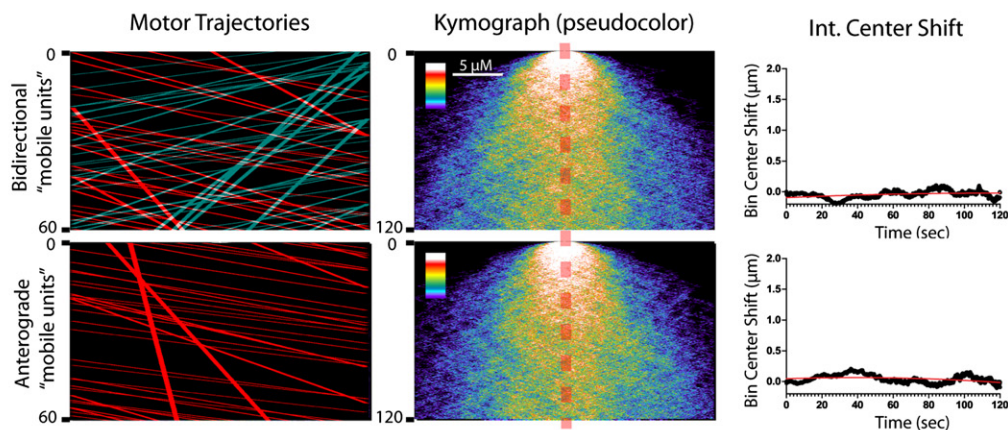 Motor Trajectories
Kymograph (pseudocolor)
Int. Center Shift
Bidirectional
“mobile units”
0
60
0
5 µM
120
Bin Center Shift (µm)
2.0
1.5
1.0
0.5
0.0
0 20 40 60 80 100 120
Time (sec)
Anterograde
“mobile units”
0
60
0
120
Bin Center Shift (µm)
2.0
1.5
1.0
0.5
0.0
0 20 40 60 80 100 120
Time (sec)